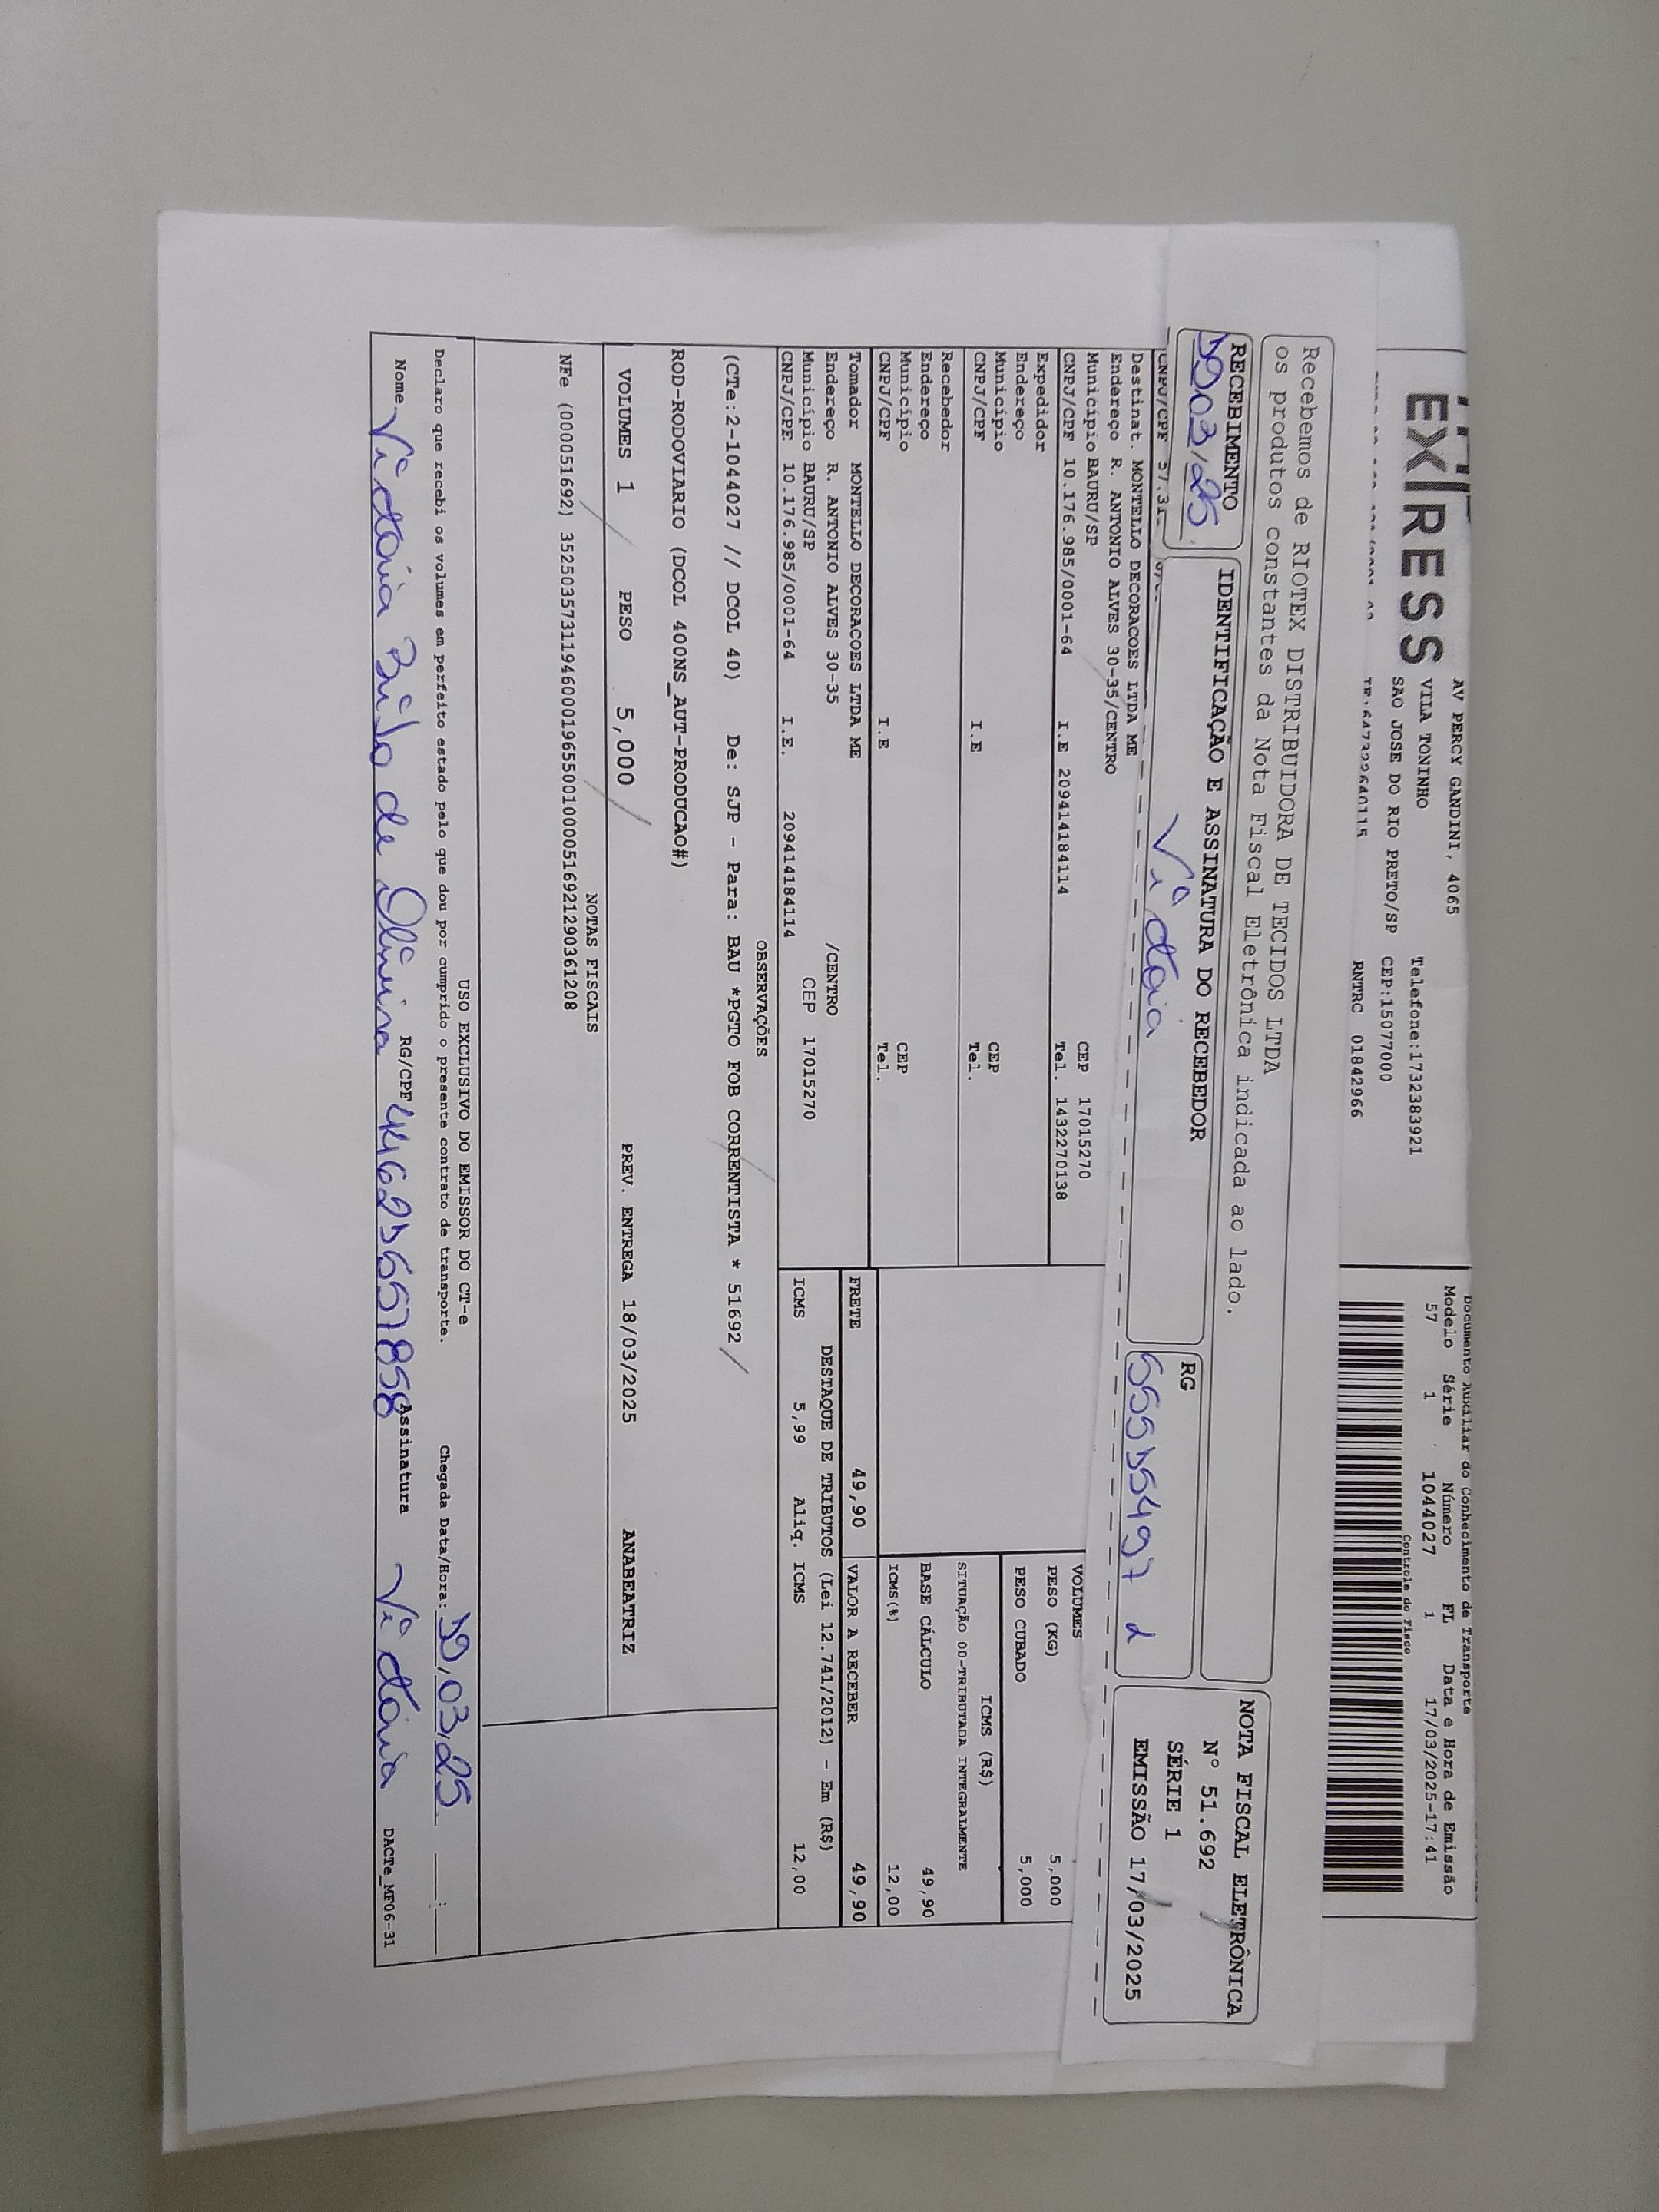 EXPRESS
AV PERCY GANDINI, 4065
VILA TONINHO
SAO JOSE DO RIO PRETO/SP
Telefone:1732383921
CEP:15077000
RNTRC 01842966
Documento Auxiliar do Conhecimento de Transporte
Modelo Série Número FL Data e Hora de Emissão
57 1 1044027 1 17/03/2025-17:41
Controle do Fisco
Recebemos de RIOTEX DISTRIBUIDORA DE TECIDOS LTDA
os produtos constantes da Nota Fiscal Eletrônica indicada ao lado.
RECEBIMENTO
IDENTIFICAÇÃO E ASSINATURA DO RECEBEDOR
Victoria
RG
NOTA FISCAL ELETRÔNICA
Nº 51.692
SÉRIE 1
EMISSÃO 17/03/2025
CNPJ/CPF
Destinat. MONTELLO DECORACOES LTDA ME
Endereço R. ANTONIO ALVES 30-35/CENTRO
Município BAURU/SP CEP 17015270
CNPJ/CPF 10.176.985/0001-64 I.E 209414184114 Tel. 1432270138
Expedidor
Endereço
Município CEP
CNPJ/CPF I.E Tel.
Recebedor
Endereço
Município CEP
CNPJ/CPF I.E Tel.
VOLUMES
PESO (KG) 5,000
PESO CUBADO 5,000
ICMS (R$)
SITUAÇÃO 00-TRIBUTADA INTEGRALMENTE
BASE CÁLCULO 49,90
ICMS(%) 12,00
Tomador MONTELLO DECORACOES LTDA ME
Endereço R. ANTONIO ALVES 30-35 /CENTRO
Município BAURU/SP CEP 17015270
CNPJ/CPF 10.176.985/0001-64 I.E. 209414184114
FRETE 49,90 VALOR A RECEBER 49,90
DESTAQUE DE TRIBUTOS (Lei 12.741/2012) - Em (R$)
ICMS 5,99 Aliq. ICMS 12,00
OBSERVAÇÕES
(CTe:2-1044027 // DCOL 40) De: SJP - Para: BAU *PGTO FOB CORRENTISTA * 51692
ROD-RODOVIARIO (DCOL 400NS_AUT-PRODUCAO#)
VOLUMES 1 PESO 5,000 PREV. ENTREGA 18/03/2025 ANABEATRIZ
NOTAS FISCAIS
NFe (000051692) 35250357311946000196550010000516921290361208
USO EXCLUSIVO DO EMISSOR DO CT-e
Declaro que recebi os volumes em perfeito estado pelo que dou por cumprido o presente contrato de transporte. Chegada Data/Hora:
Nome Victoria de Oliveira RG/CPF Assinatura Victoria DACTe_MF06-31